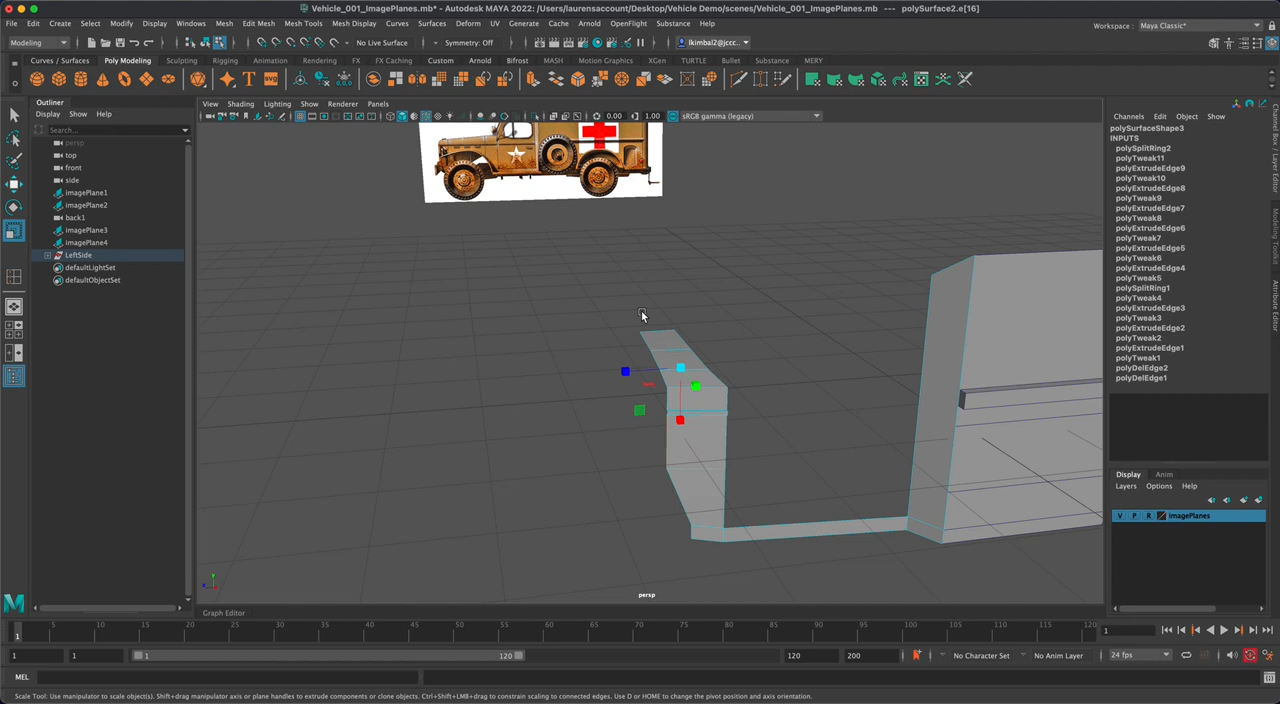 Vehicle_001_ImagePlanes.mb* - Autodesk MAYA 2022: /Users/laurensaccount/Desktop/Vehicle Demo/scenes/Vehicle_001_ImagePlanes.mb --- polySurface2.e[16]
File Edit Create Select Modify Display Windows Mesh Edit Mesh Mesh Tools Mesh Display Curves Surfaces Deform UV Generate Cache Arnold OpenFlight Substance Help
Workspace : Maya Classic*
Modeling No Live Surface Symmetry: Off lkimbal2@jccc...
Curves / Surfaces Poly Modeling Sculpting Rigging Animation Rendering FX FX Caching Custom Arnold Bifrost MASH Motion Graphics XGen TURTLE Bullet Substance MERY
Outliner
Display Show Help
Search...
persp
top
front
side
imagePlane1
imagePlane2
back1
imagePlane3
imagePlane4
LeftSide
defaultLightSet
defaultObjectSet
View Shading Lighting Show Renderer Panels
0.00 1.00 sRGB gamma (legacy)
persp
Graph Editor
Channels Edit Object Show
polySurfaceShape3
INPUTS
polySplitRing2
polyTweak11
polyExtrudeEdge9
polyTweak10
polyExtrudeEdge8
polyTweak9
polyExtrudeEdge7
polyTweak8
polyExtrudeEdge6
polyTweak7
polyExtrudeEdge5
polyTweak6
polyExtrudeEdge4
polyTweak5
polySplitRing1
polyTweak4
polyExtrudeEdge3
polyTweak3
polyExtrudeEdge2
polyTweak2
polyExtrudeEdge1
polyTweak1
polyDelEdge2
polyDelEdge1
Display Anim
Layers Options Help
V P R imagePlanes
Channel Box / Layer Editor
Modeling Toolkit
Attribute Editor
1 5 10 15 20 25 30 35 40 45 50 55 60 65 70 75 80 85 90 95 100 105 110 115 120
1
1 1 1 120 120 200 No Character Set No Anim Layer 24 fps
MEL
Scale Tool: Use manipulator to scale object(s). Shift+drag manipulator axis or plane handles to extrude components or clone objects. Ctrl+Shift+LMB+drag to constrain scaling to connected edges. Use D or HOME to change the pivot position and axis orientation.